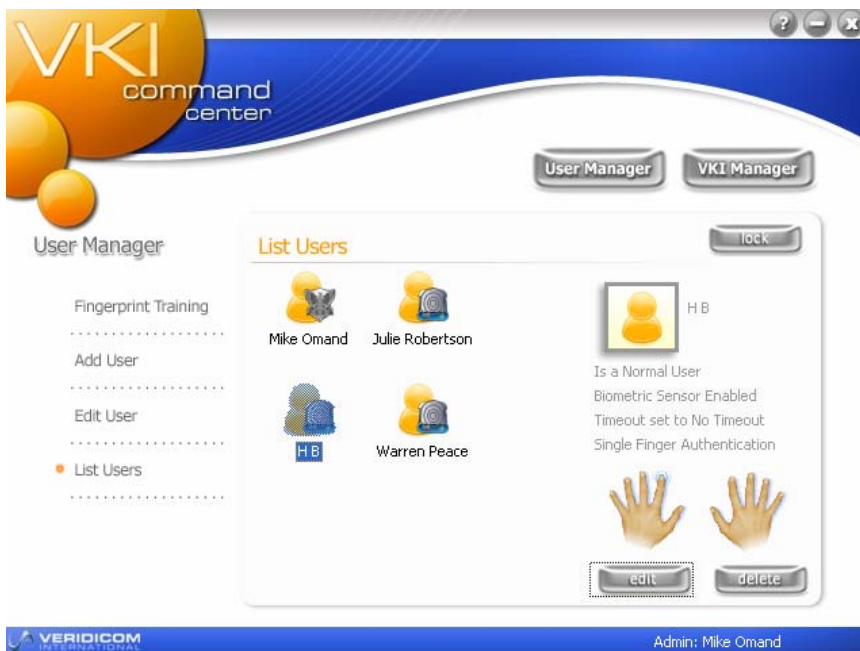 VKI
command
center
?
User Manager
VKI Manager
User Manager
Fingerprint Training
Add User
Edit User
List Users
List Users
lock
Mike Omand
Julie Robertson
H B
Warren Peace
H B
Is a Normal User
Biometric Sensor Enabled
Timeout set to No Timeout
Single Finger Authentication
edit
delete
VERIDICOM
INTERNATIONAL
Admin: Mike Omand